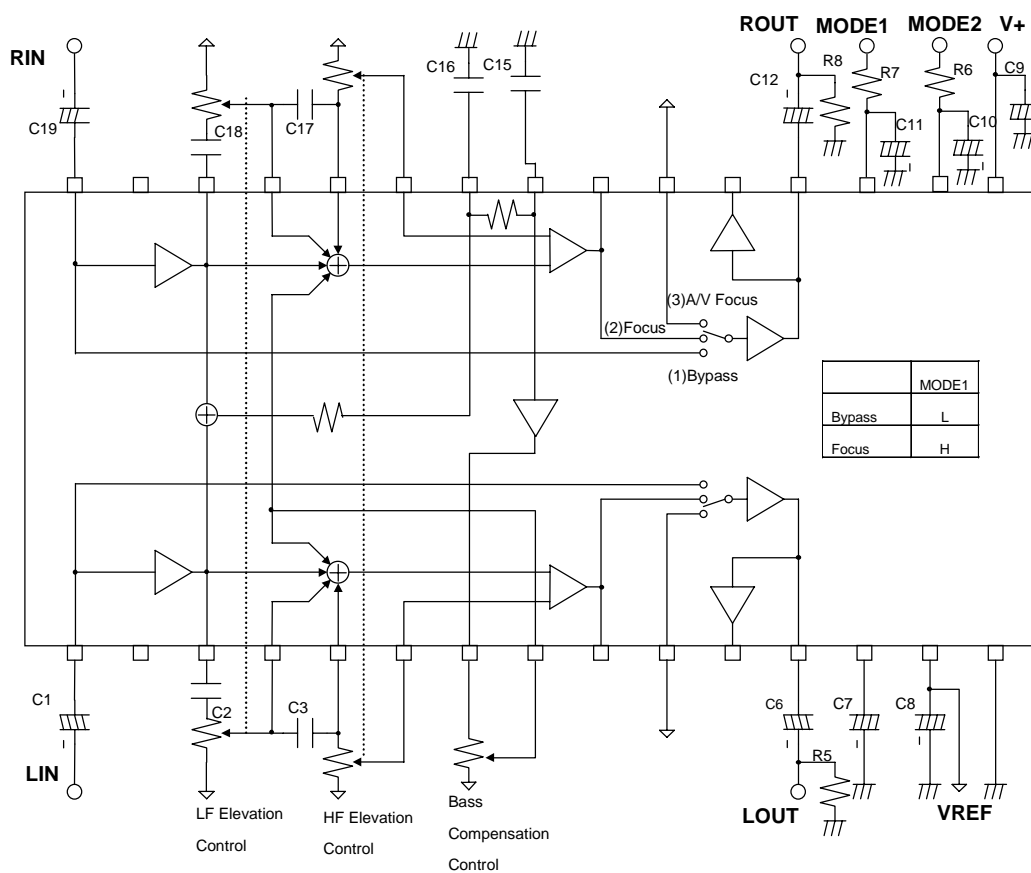 ROUT MODE1 MODE2 V+
RIN
R8
R7
R6
C9
C16
C15
C12
C17
C19
C18
C11
C10
(3)A/V Focus
(2)Focus
(1)Bypass
MODE1
Bypass L
Focus H
C1
C2
C3
C6
C7
C8
R5
LIN
LF Elevation
Control
HF Elevation
Control
Bass
Compensation
Control
LOUT
VREF